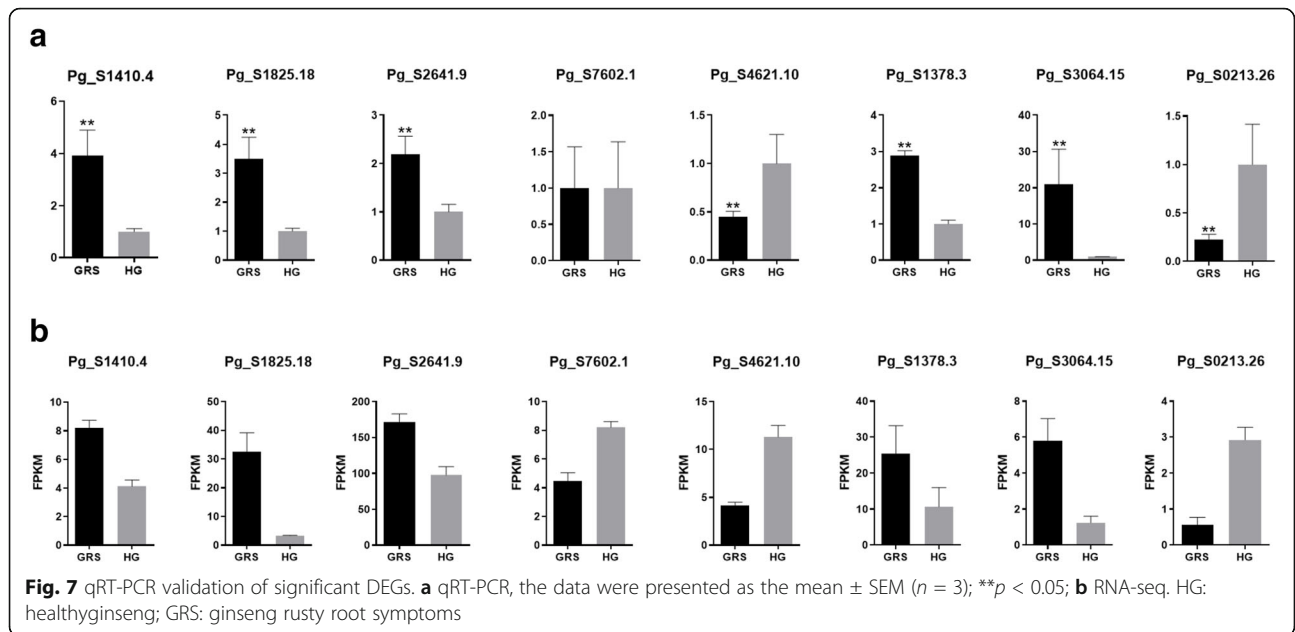 a
Pg_S1410.4 Pg_S1825.18 Pg_S2641.9 Pg_S7602.1 Pg_S4621.10 Pg_S1378.3 Pg_S3064.15 Pg_S0213.26
6
4
2
0
**
GRS HG
5
4
3
2
1
0
**
GRS HG
3
2
1
0
**
GRS HG
2.0
1.5
1.0
0.5
0.0
GRS HG
1.5
1.0
0.5
0.0
**
GRS HG
4
3
2
1
0
**
GRS HG
40
30
20
10
0
**
GRS HG
1.5
1.0
0.5
0.0
**
GRS HG
b
Pg_S1410.4 Pg_S1825.18 Pg_S2641.9 Pg_S7602.1 Pg_S4621.10 Pg_S1378.3 Pg_S3064.15 Pg_S0213.26
FPKM
10
8
6
4
2
0
GRS HG
FPKM
50
40
30
20
10
0
GRS HG
FPKM
200
150
100
50
0
GRS HG
FPKM
10
8
6
4
2
0
GRS HG
FPKM
15
10
5
0
GRS HG
FPKM
40
30
20
10
0
GRS HG
FPKM
8
6
4
2
0
GRS HG
FPKM
4
3
2
1
0
GRS HG
Fig. 7 qRT-PCR validation of significant DEGs. a qRT-PCR, the data were presented as the mean ± SEM (n = 3); **p < 0.05; b RNA-seq. HG:
healthyginseng; GRS: ginseng rusty root symptoms